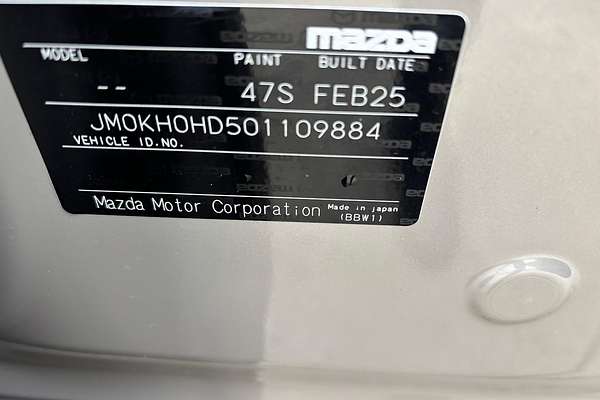 mazda
MODEL PAINT BUILT DATE
-- 47S FEB25
JM0KH0HD501109884
VEHICLE ID.NO.
Mazda Motor Corporation Made in japan
(BBW1)